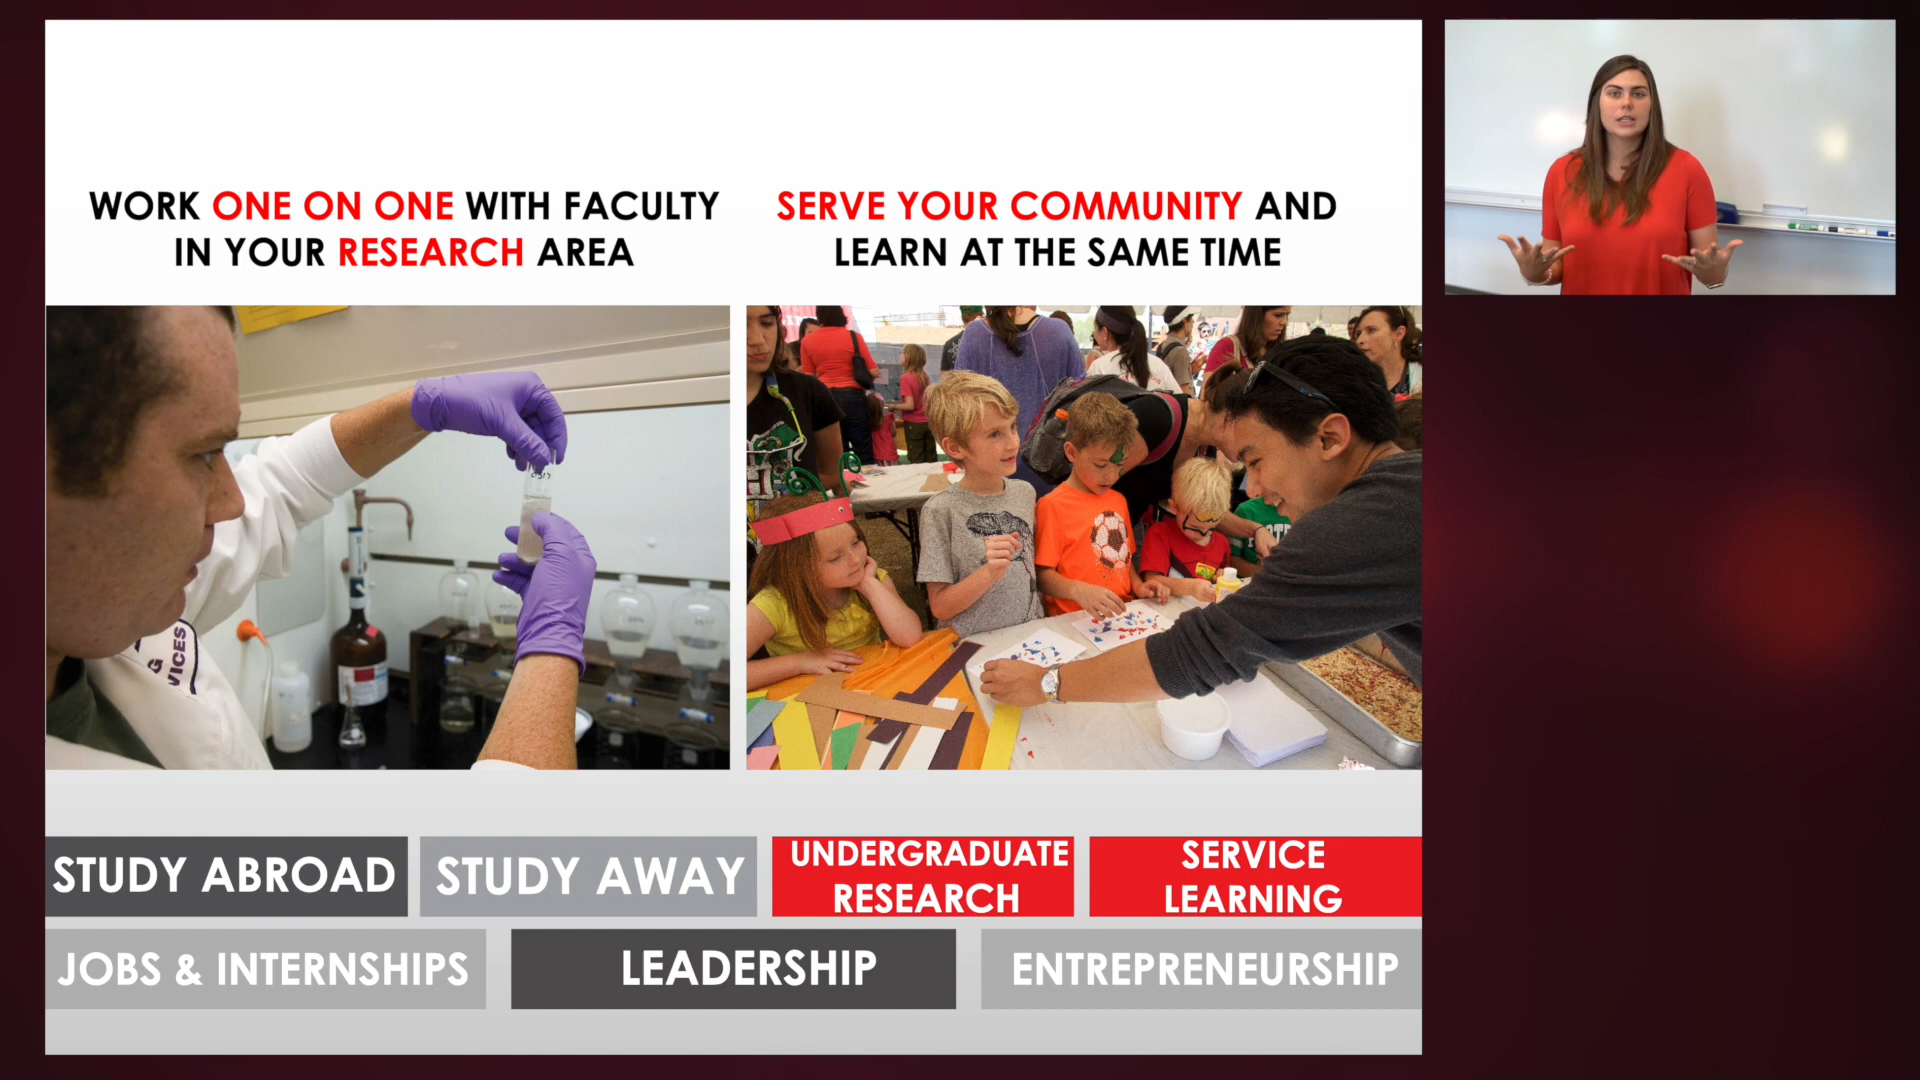 WORK ONE ON ONE WITH FACULTY
IN YOUR RESEARCH AREA
SERVE YOUR COMMUNITY AND
LEARN AT THE SAME TIME
STUDY ABROAD
STUDY AWAY
UNDERGRADUATE
RESEARCH
SERVICE
LEARNING
JOBS & INTERNSHIPS
LEADERSHIP
ENTREPRENEURSHIP